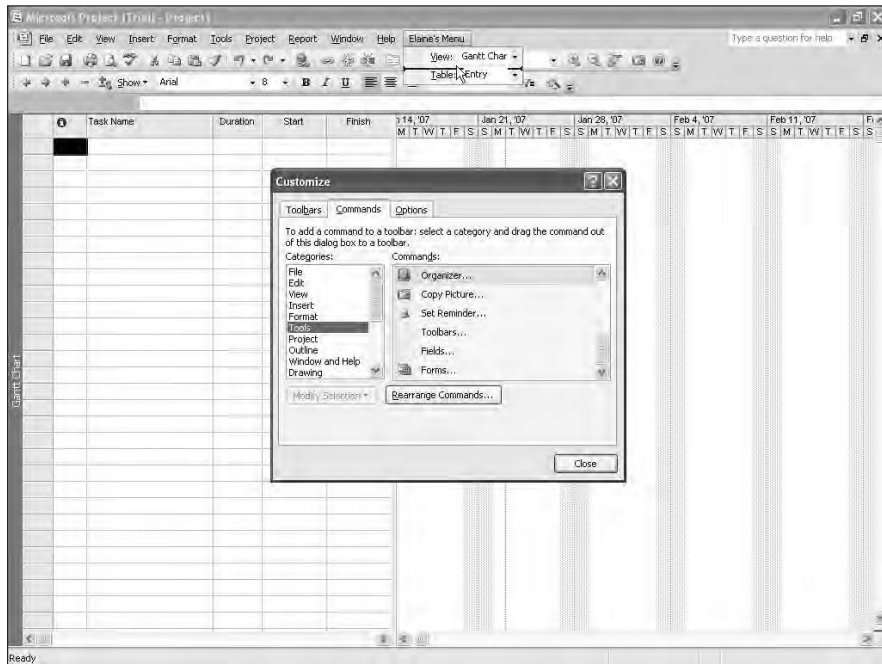 Microsoft Project (Trial) - [Project1]
File Edit View Insert Format Tools Project Report Window Help Elaine's Menu Type a question for help
View: Gantt Char
Show Arial 8 B I U Table: Entry
Task Name Duration Start Finish
14, '07 Jan 21, '07 Jan 28, '07 Feb 4, '07 Feb 11, '07
M T W T F S S M T W T F S S M T W T F S S M T W T F S S M T W T F S S
Customize
Toolbars Commands Options
To add a command to a toolbar: select a category and drag the command out
of this dialog box to a toolbar.
Categories: Commands:
File
Edit
View
Insert
Format
Tools
Project
Outline
Window and Help
Drawing
Organizer...
Copy Picture...
Set Reminder...
Toolbars...
Fields...
Forms...
Modify Selection Rearrange Commands...
Close
Gantt Chart
Ready